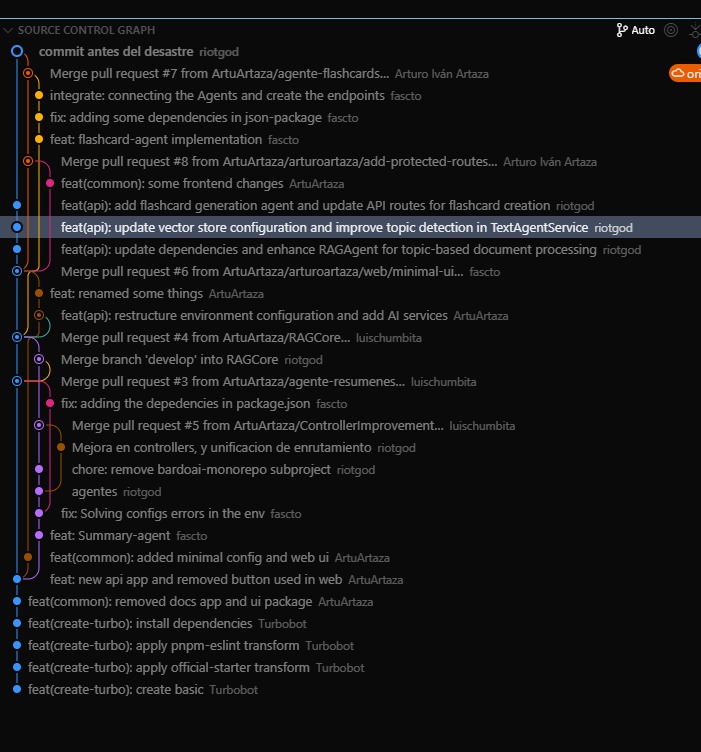 SOURCE CONTROL GRAPH Auto
commit antes del desastre riotgod
Merge pull request #7 from ArtuArtaza/agente-flashcards... Arturo Iván Artaza
integrate: connecting the Agents and create the endpoints fascto
fix: adding some dependencies in json-package fascto
feat: flashcard-agent implementation fascto
Merge pull request #8 from ArtuArtaza/arturoartaza/add-protected-routes... Arturo Iván Artaza
feat(common): some frontend changes ArtuArtaza
feat(api): add flashcard generation agent and update API routes for flashcard creation riotgod
feat(api): update vector store configuration and improve topic detection in TextAgentService riotgod
feat(api): update dependencies and enhance RAGAgent for topic-based document processing riotgod
Merge pull request #6 from ArtuArtaza/arturoartaza/web/minimal-ui... fascto
feat: renamed some things ArtuArtaza
feat(api): restructure environment configuration and add AI services ArtuArtaza
Merge pull request #4 from ArtuArtaza/RAGCore... luischumbita
Merge branch 'develop' into RAGCore riotgod
Merge pull request #3 from ArtuArtaza/agente-resumenes... luischumbita
fix: adding the depedencies in package.json fascto
Merge pull request #5 from ArtuArtaza/ControllerImprovement... luischumbita
Mejora en controllers, y unificacion de enrutamiento riotgod
chore: remove bardoai-monorepo subproject riotgod
agentes riotgod
fix: Solving configs errors in the env fascto
feat: Summary-agent fascto
feat(common): added minimal config and web ui ArtuArtaza
feat: new api app and removed button used in web ArtuArtaza
feat(common): removed docs app and ui package ArtuArtaza
feat(create-turbo): install dependencies Turbobot
feat(create-turbo): apply pnpm-eslint transform Turbobot
feat(create-turbo): apply official-starter transform Turbobot
feat(create-turbo): create basic Turbobot